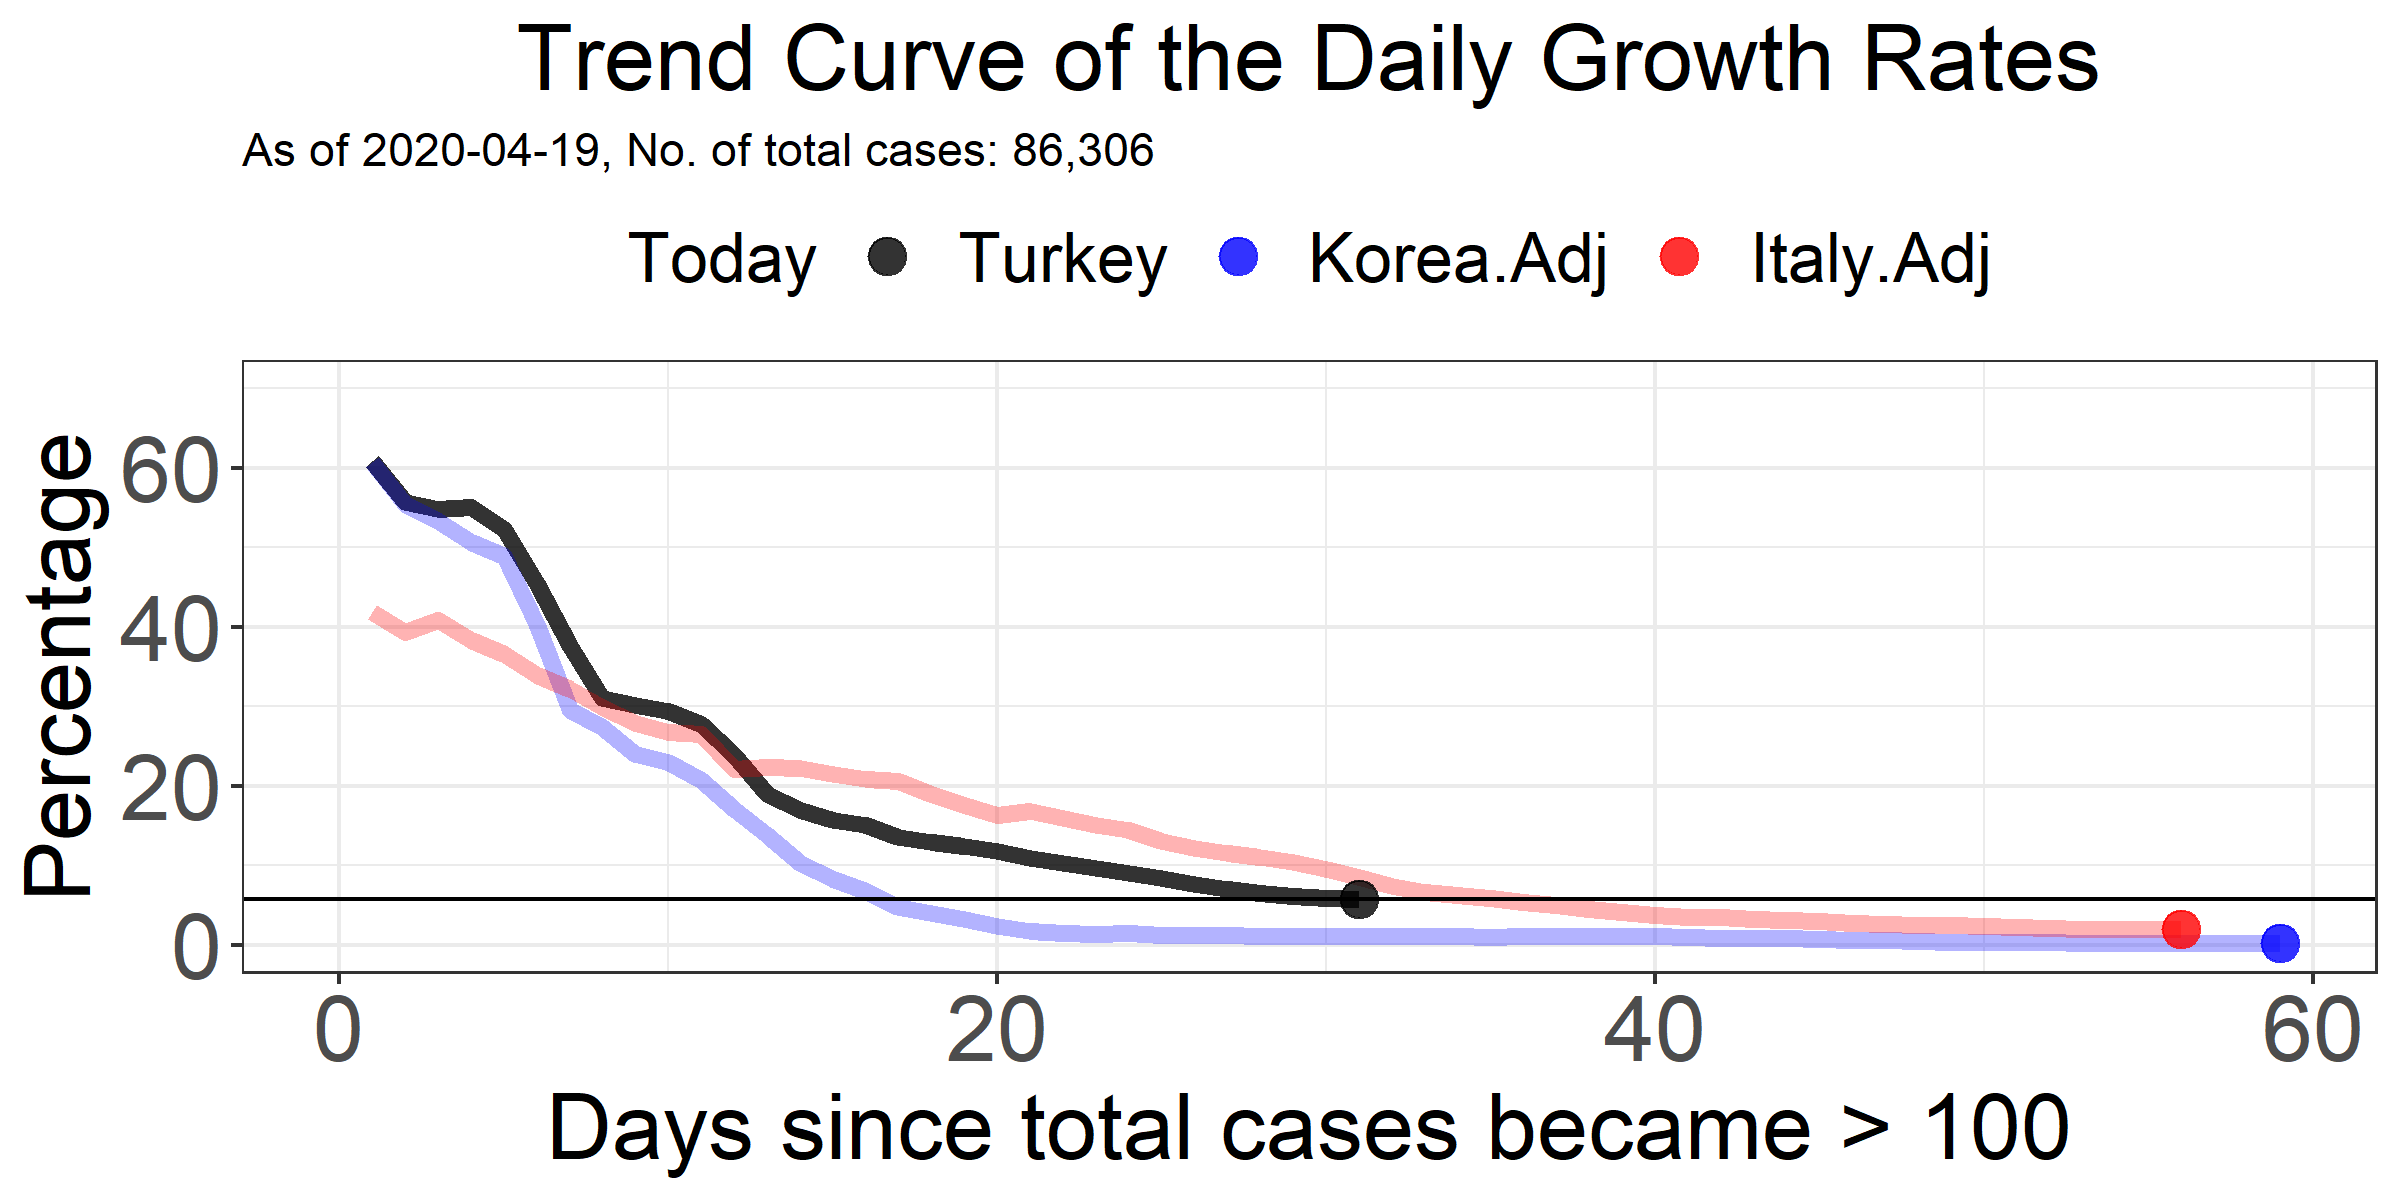 Trend Curve of the Daily Growth Rates
As of 2020-04-19, No. of total cases: 86,306
Today Turkey Korea.Adj Italy.Adj
Percentage
60
40
20
0
0 20 40 60
Days since total cases became > 100